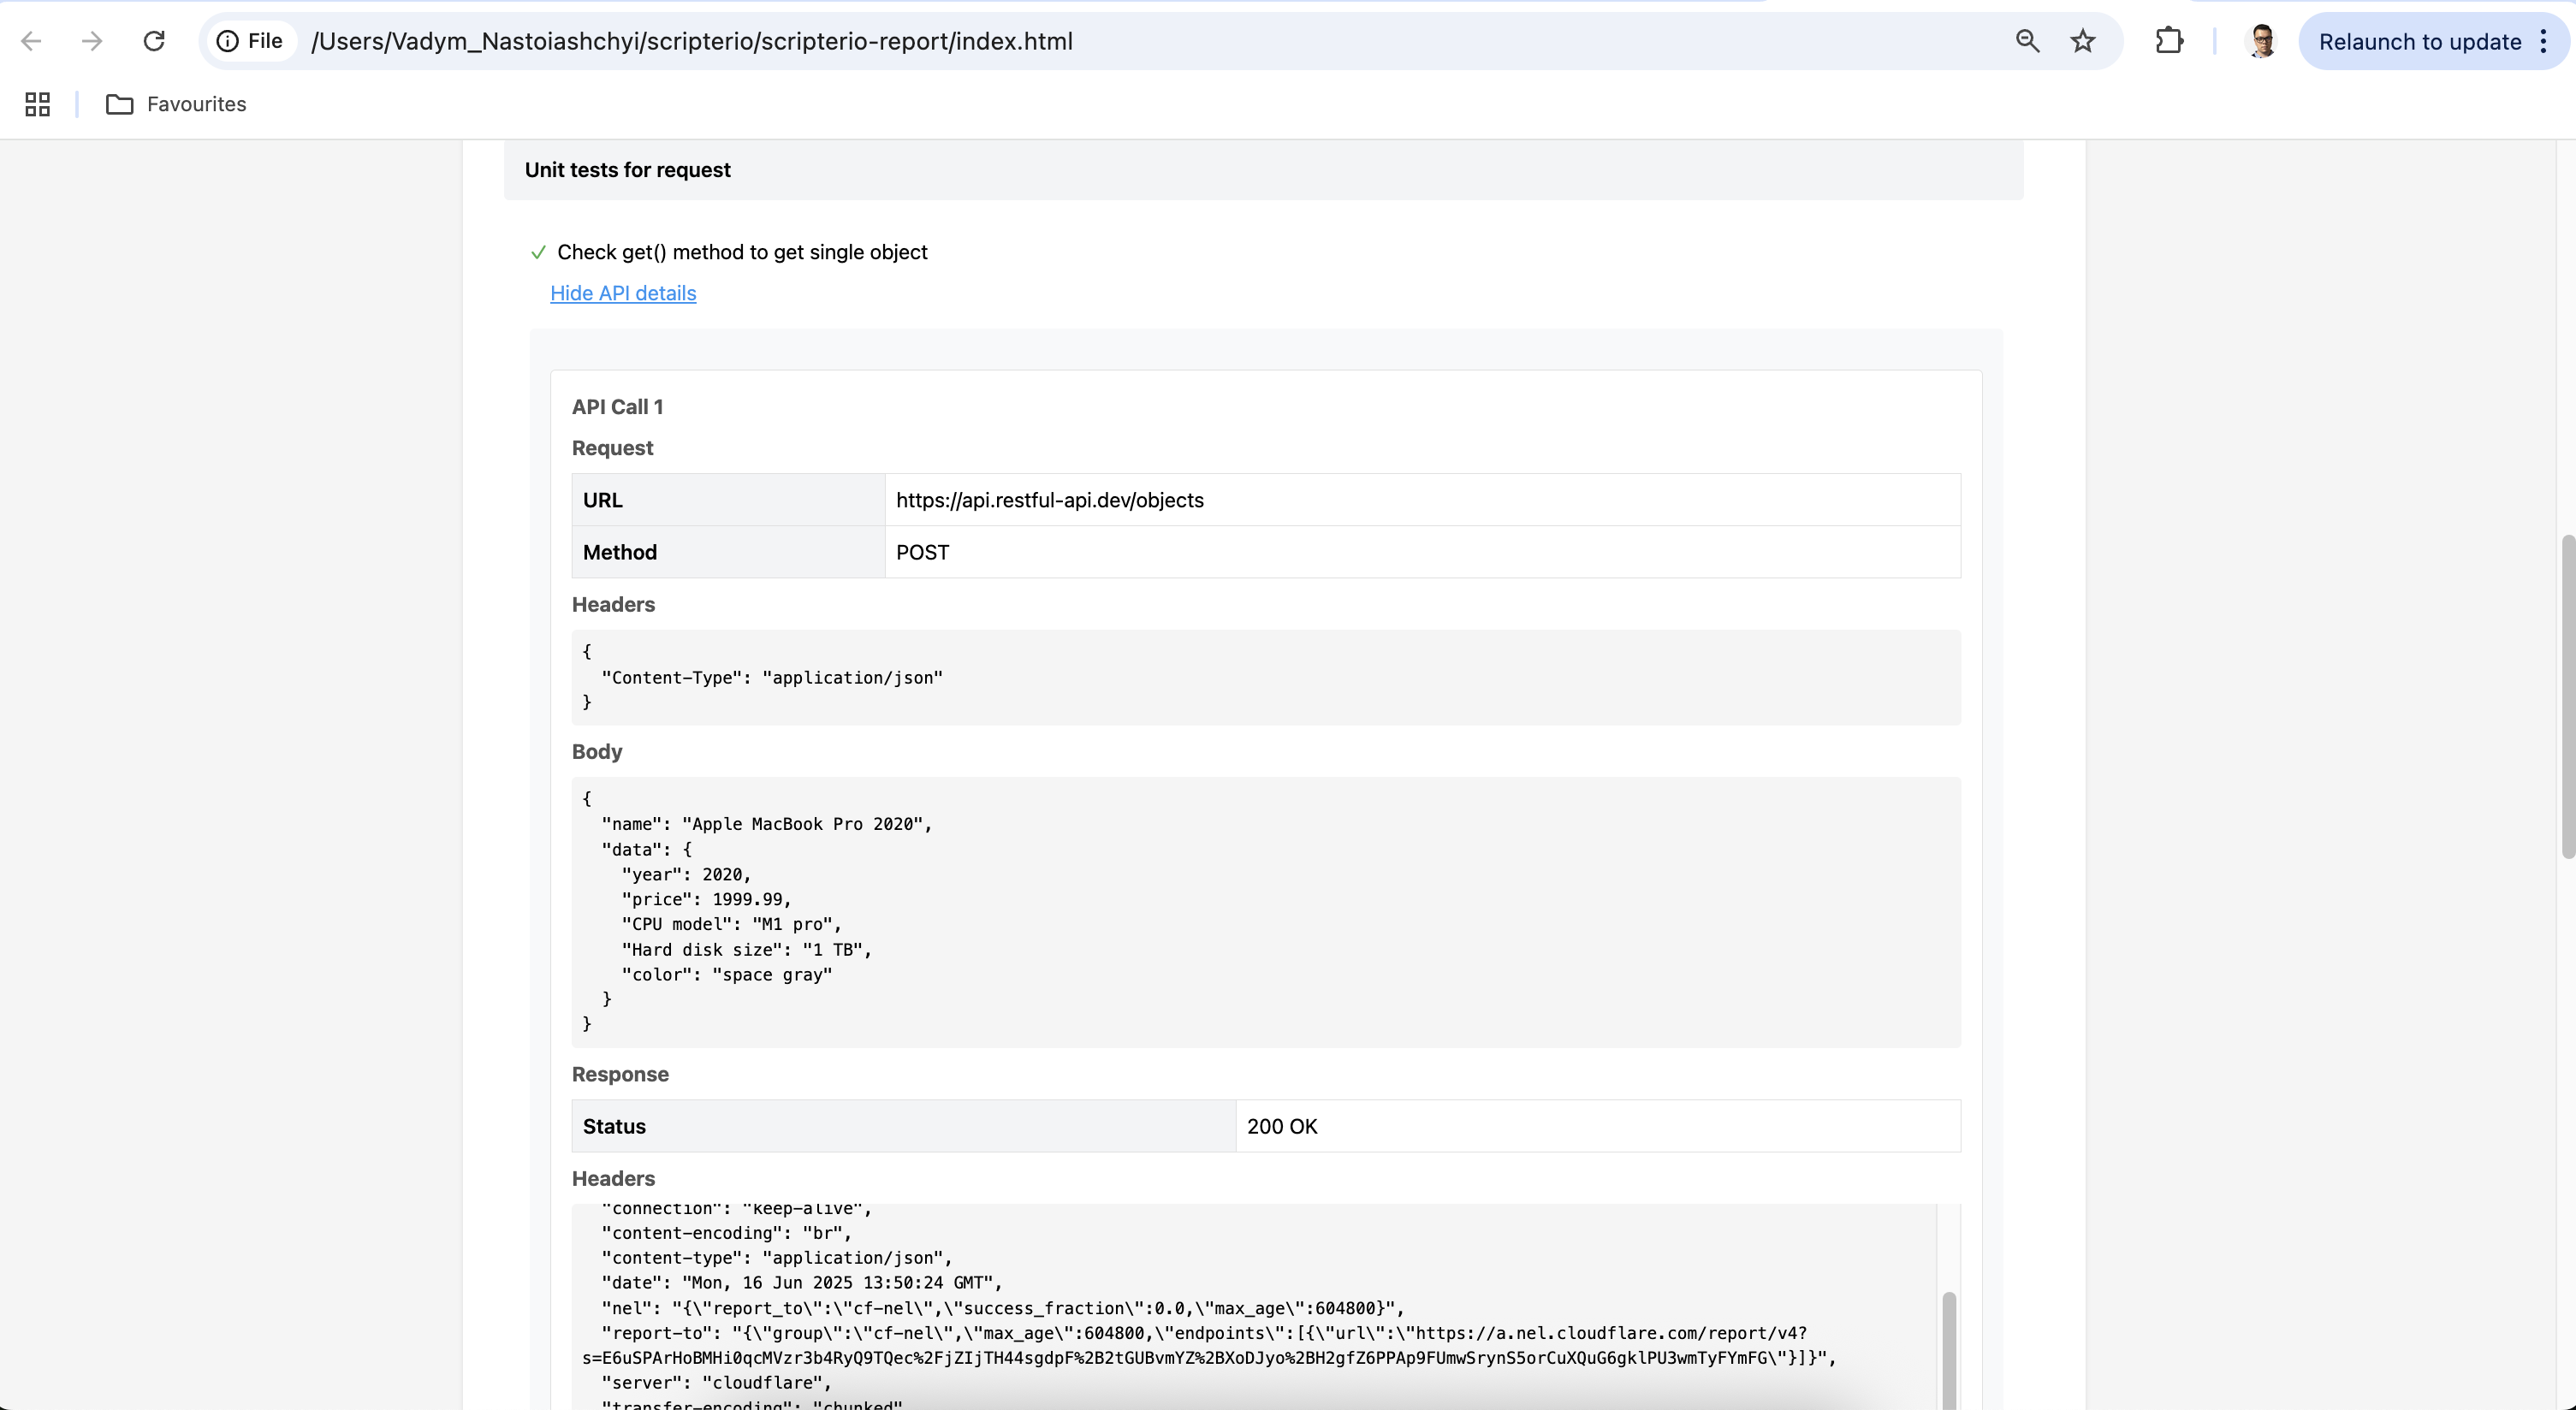 File /Users/Vadym_Nastoiashchyi/scripterio/scripterio-report/index.html Relaunch to update
Favourites
Unit tests for request
✓ Check get() method to get single object
Hide API details
API Call 1
Request
URL https://api.restful-api.dev/objects
Method POST
Headers
{
"Content-Type": "application/json"
}
Body
{
"name": "Apple MacBook Pro 2020",
"data": {
"year": 2020,
"price": 1999.99,
"CPU model": "M1 pro",
"Hard disk size": "1 TB",
"color": "space gray"
}
}
Response
Status 200 OK
Headers
"connection": "keep-alive",
"content-encoding": "br",
"content-type": "application/json",
"date": "Mon, 16 Jun 2025 13:50:24 GMT",
"nel": "{\"report_to\":\"cf-nel\",\"success_fraction\":0.0,\"max_age\":604800}",
"report-to": "{\"group\":\"cf-nel\",\"max_age\":604800,\"endpoints\":[{\"url\":\"https://a.nel.cloudflare.com/report/v4?
s=E6uSPArHoBMHi0qcMVzr3b4RyQ9TQec%2FjZIjTH44sgdpF%2B2tGUBvmYZ%2BXoDJyo%2BH2gfZ6PPAp9FUmwSrynS5orCuXQuG6gklPU3wmTyFYmFG\"}]}",
"server": "cloudflare",
"transfer-encoding": "chunked"